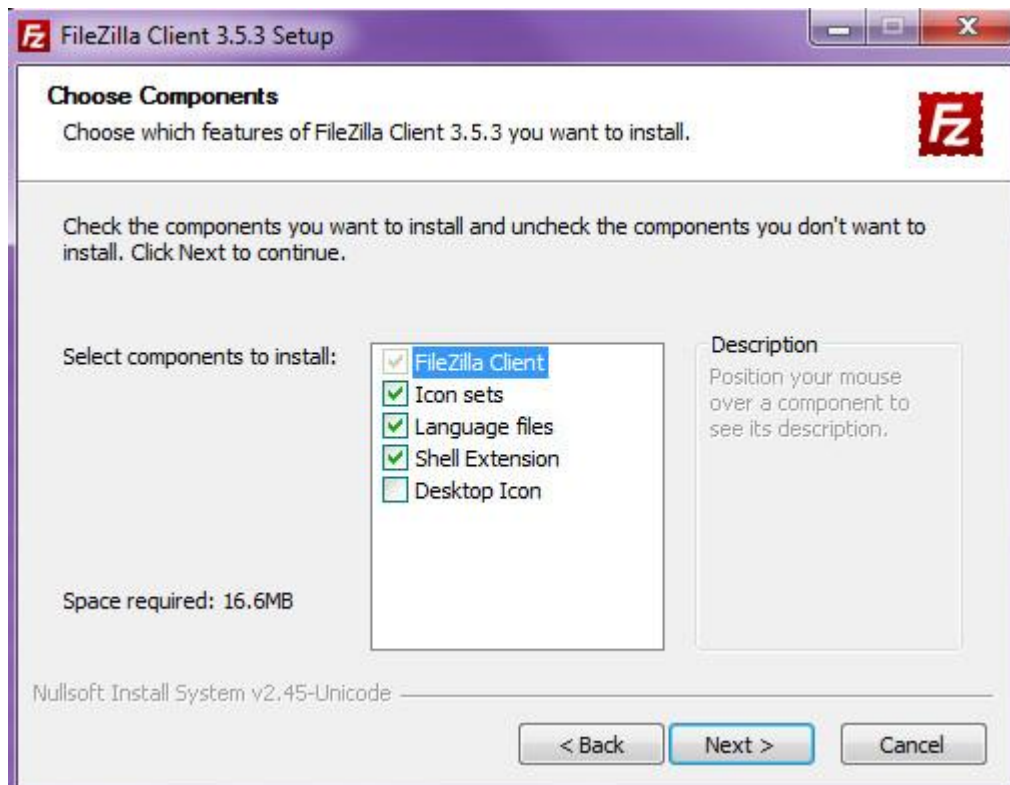 FileZilla Client 3.5.3 Setup
Choose Components
Choose which features of FileZilla Client 3.5.3 you want to install.
Fz
Check the components you want to install and uncheck the components you don't want to
install. Click Next to continue.
Select components to install:
FileZilla Client
Icon sets
Language files
Shell Extension
Desktop Icon
Description
Position your mouse
over a component to
see its description.
Space required: 16.6MB
Nullsoft Install System v2.45-Unicode
< Back
Next >
Cancel